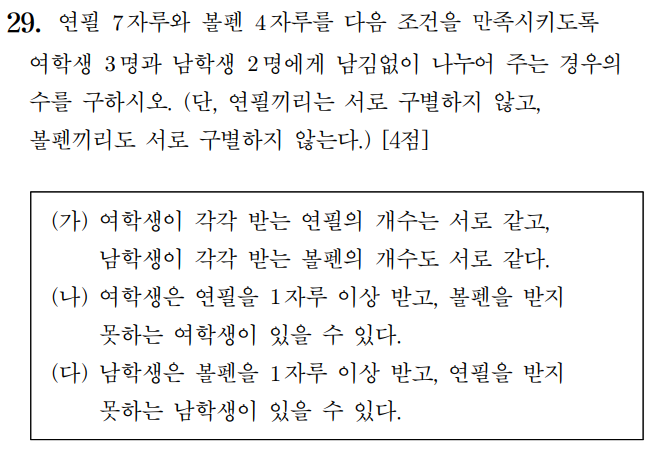 29. 연필 7자루와 볼펜 4자루를 다음 조건을 만족시키도록
여학생 3명과 남학생 2명에게 남김없이 나누어 주는 경우의
수를 구하시오. (단, 연필끼리는 서로 구별하지 않고,
볼펜끼리도 서로 구별하지 않는다.) [4점]
(가) 여학생이 각각 받는 연필의 개수는 서로 같고,
남학생이 각각 받는 볼펜의 개수도 서로 같다.
(나) 여학생은 연필을 1자루 이상 받고, 볼펜을 받지
못하는 여학생이 있을 수 있다.
(다) 남학생은 볼펜을 1자루 이상 받고, 연필을 받지
못하는 남학생이 있을 수 있다.